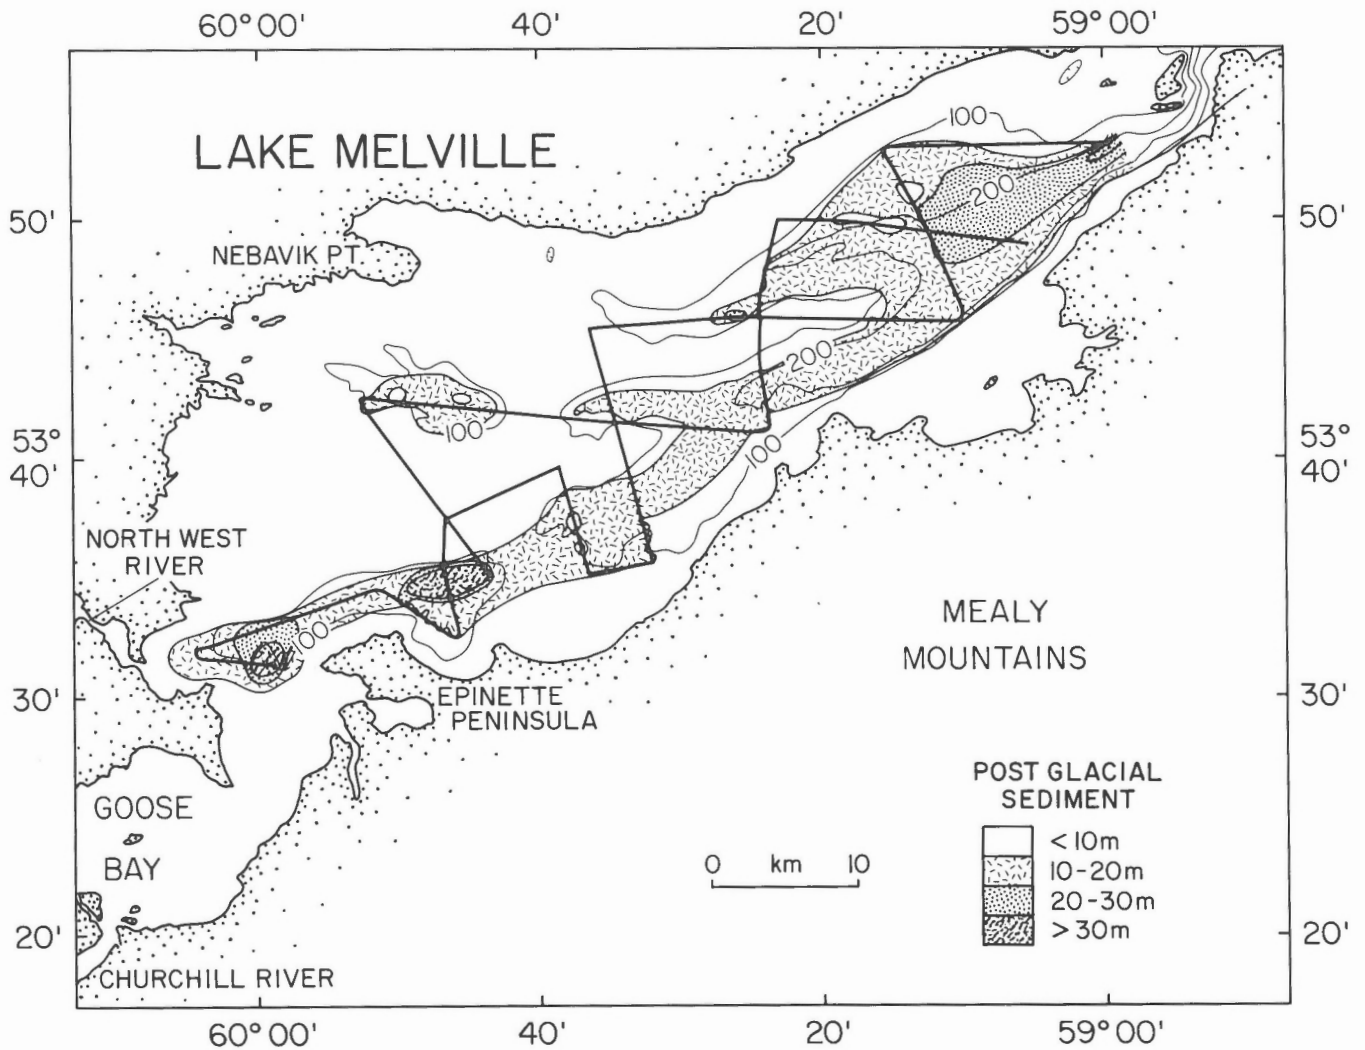 60°00' 40' 20' 59°00'
100
LAKE MELVILLE
200
50' 50'
NEBAVIK PT.
200
53° 53°
40' 40'
100
100
NORTH WEST
RIVER
MEALY
MOUNTAINS
00
30' 30'
EPINETTE
PENINSULA
POST GLACIAL
SEDIMENT
GOOSE
BAY
<10m
10-20m
20-30m
>30m
0 km 10
20' 20'
CHURCHILL RIVER
60°00' 40' 20' 59°00'